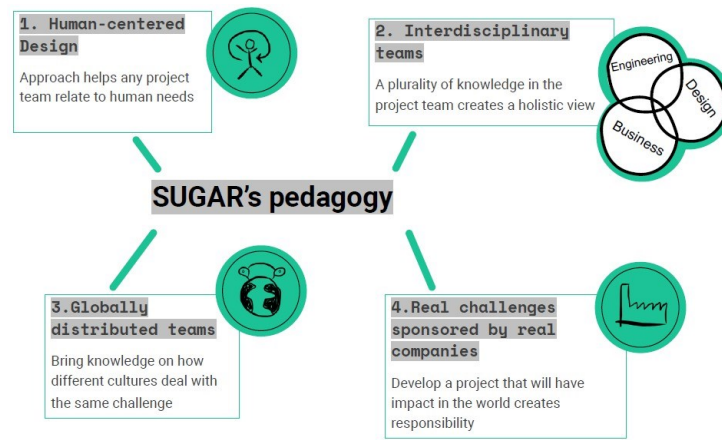 1. Human-centered
Design
Approach helps any project
team relate to human needs
2. Interdisciplinary
teams
A plurality of knowledge in the
project team creates a holistic view
Engineering
Design
Business
SUGAR's pedagogy
3.Globally
distributed teams
Bring knowledge on how
different cultures deal with
the same challenge
4.Real challenges
sponsored by real
companies
Develop a project that will have
impact in the world creates
responsibility